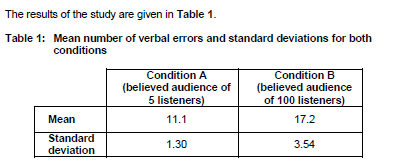 The results of the study are given in Table 1.
Table 1: Mean number of verbal errors and standard deviations for both
conditions
Condition A
(believed audience of
5 listeners)
Condition B
(believed audience
of 100 listeners)
Mean 11.1 17.2
Standard
deviation 1.30 3.54